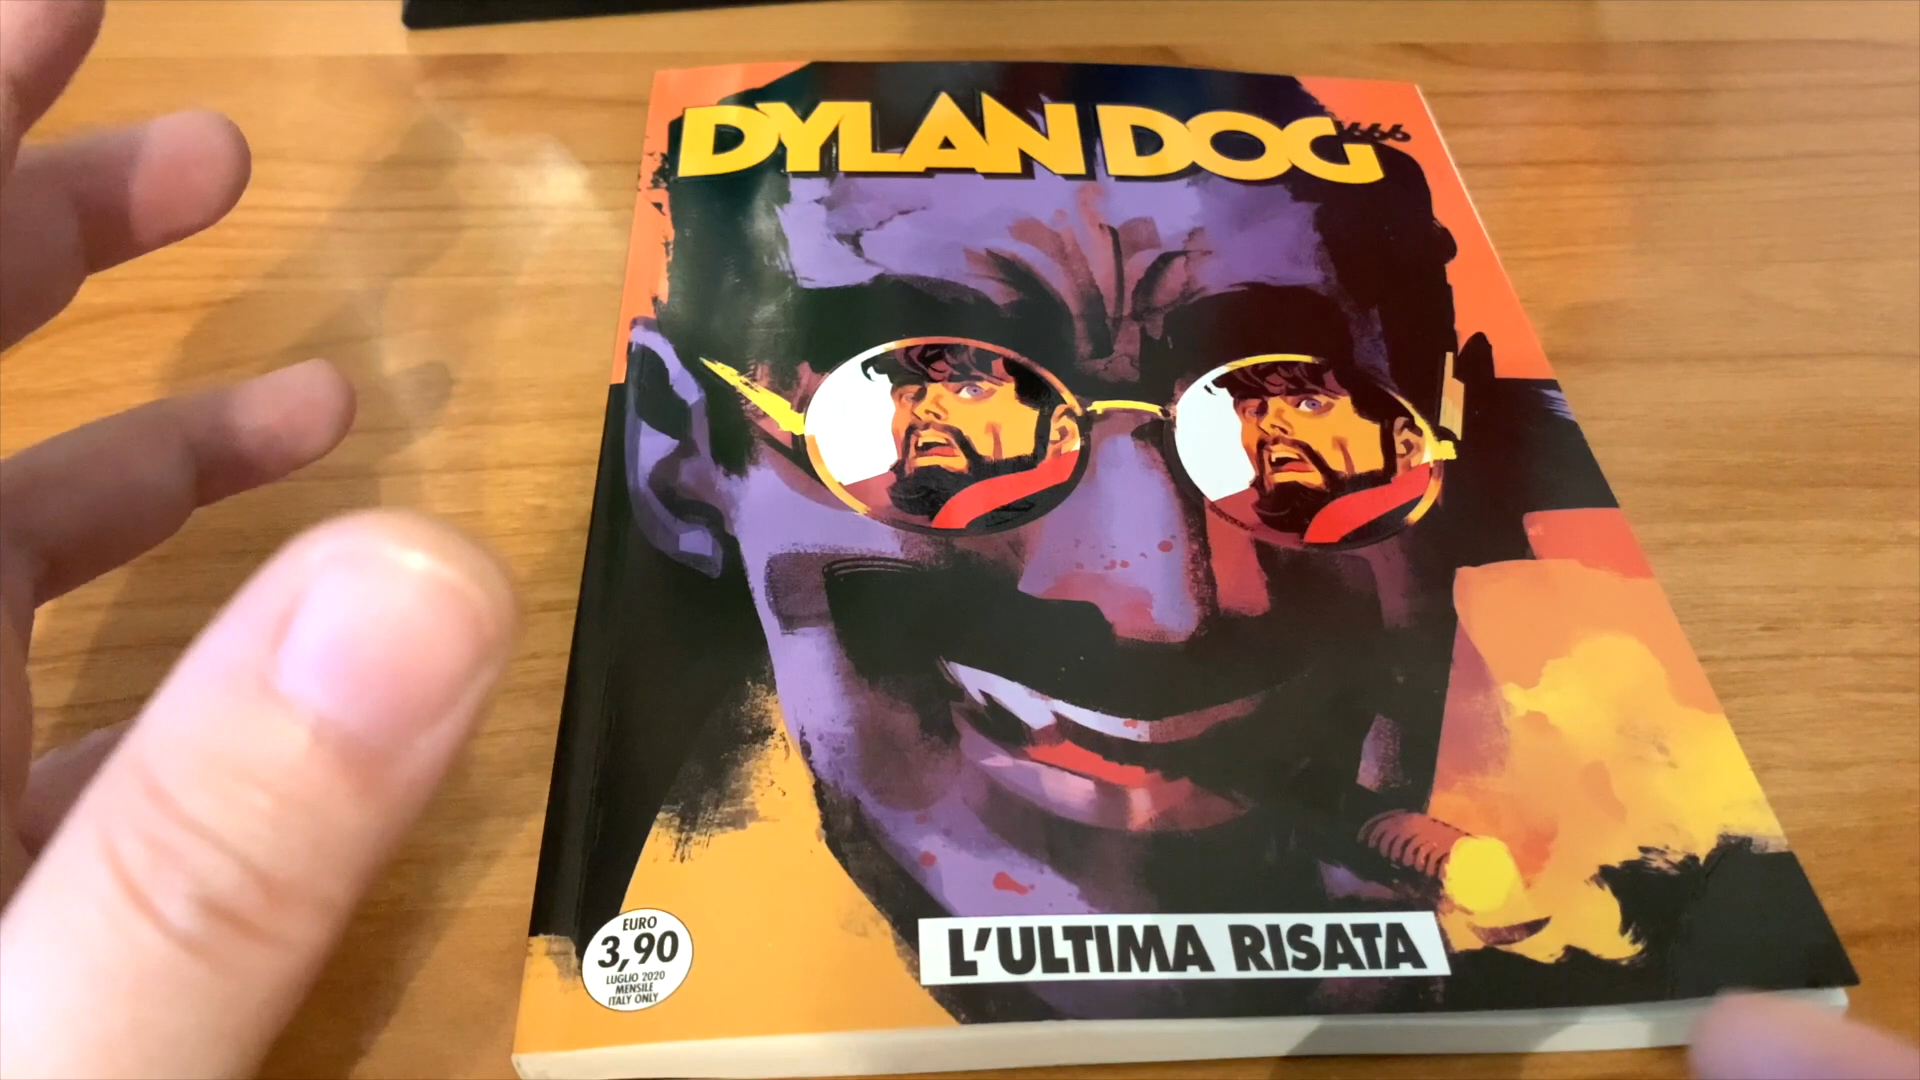 DYLAN DOG 666
L'ULTIMA RISATA
EURO
3,90
LUGLIO 2020
MENSILE
ITALY ONLY